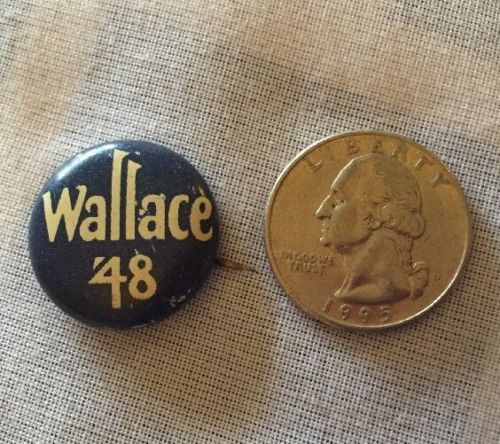 Wallace
'48
LIBERTY
IN GOD WE
TRUST
D
1995